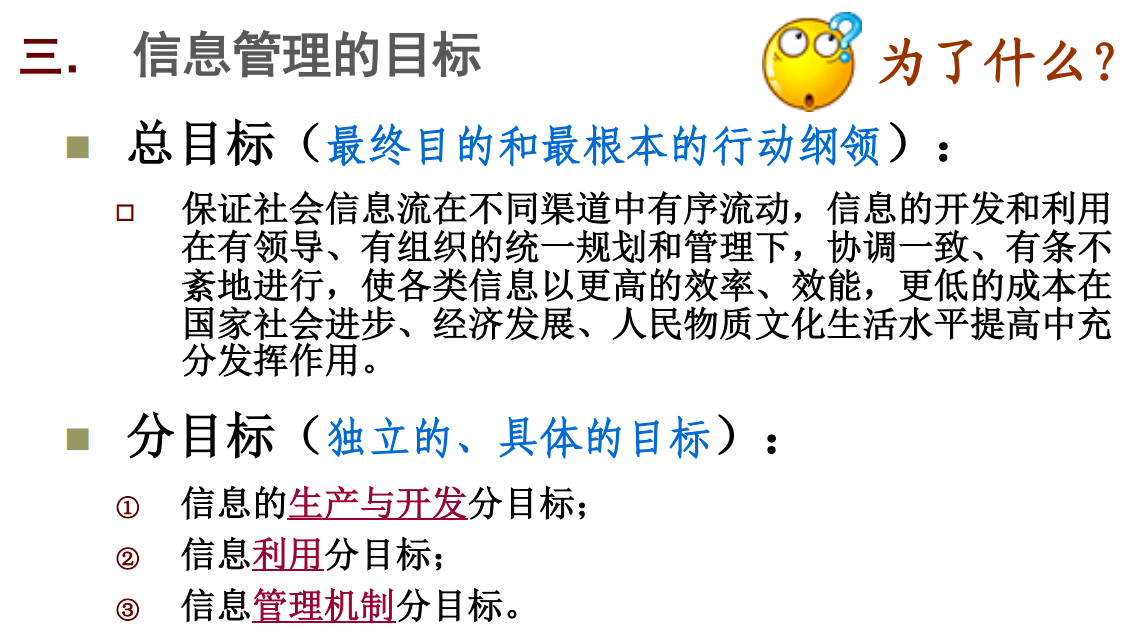 三. 信息管理的目标
为了什么?
总目标（最终目的和最根本的行动纲领）：
保证社会信息流在不同渠道中有序流动，信息的开发和利用
在有领导、有组织的统一规划和管理下，协调一致、有条不
紊地进行，使各类信息以更高的效率、效能，更低的成本在
国家社会进步、经济发展、人民物质文化生活水平提高中充
分发挥作用。
分目标（独立的、具体的目标）：
① 信息的生产与开发分目标；
② 信息利用分目标；
③ 信息管理机制分目标。